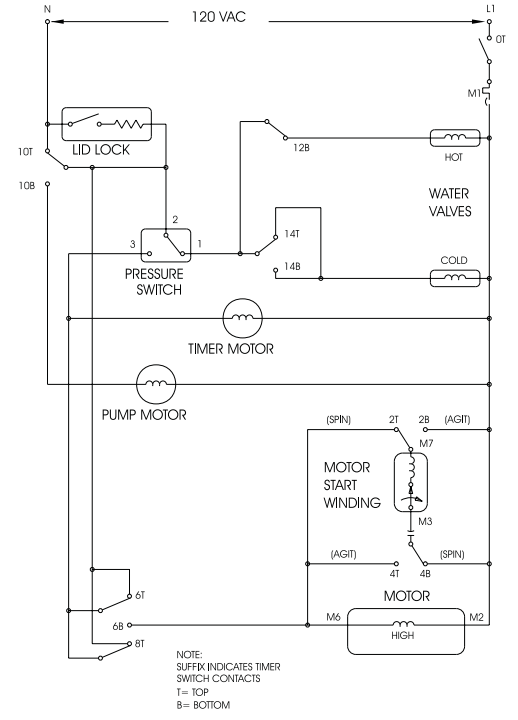 N
120 VAC
L1
0T
M1
LID LOCK
10T
10B
12B
HOT
WATER
VALVES
2
3
1
14T
14B
PRESSURE
SWITCH
COLD
TIMER MOTOR
PUMP MOTOR
(SPIN)
2T
2B
(AGIT)
M7
MOTOR
START
WINDING
M3
(AGIT)
(SPIN)
4T
4B
6T
MOTOR
6B
M6
M2
HIGH
8T
NOTE:
SUFFIX INDICATES TIMER
SWITCH CONTACTS
T= TOP
B= BOTTOM